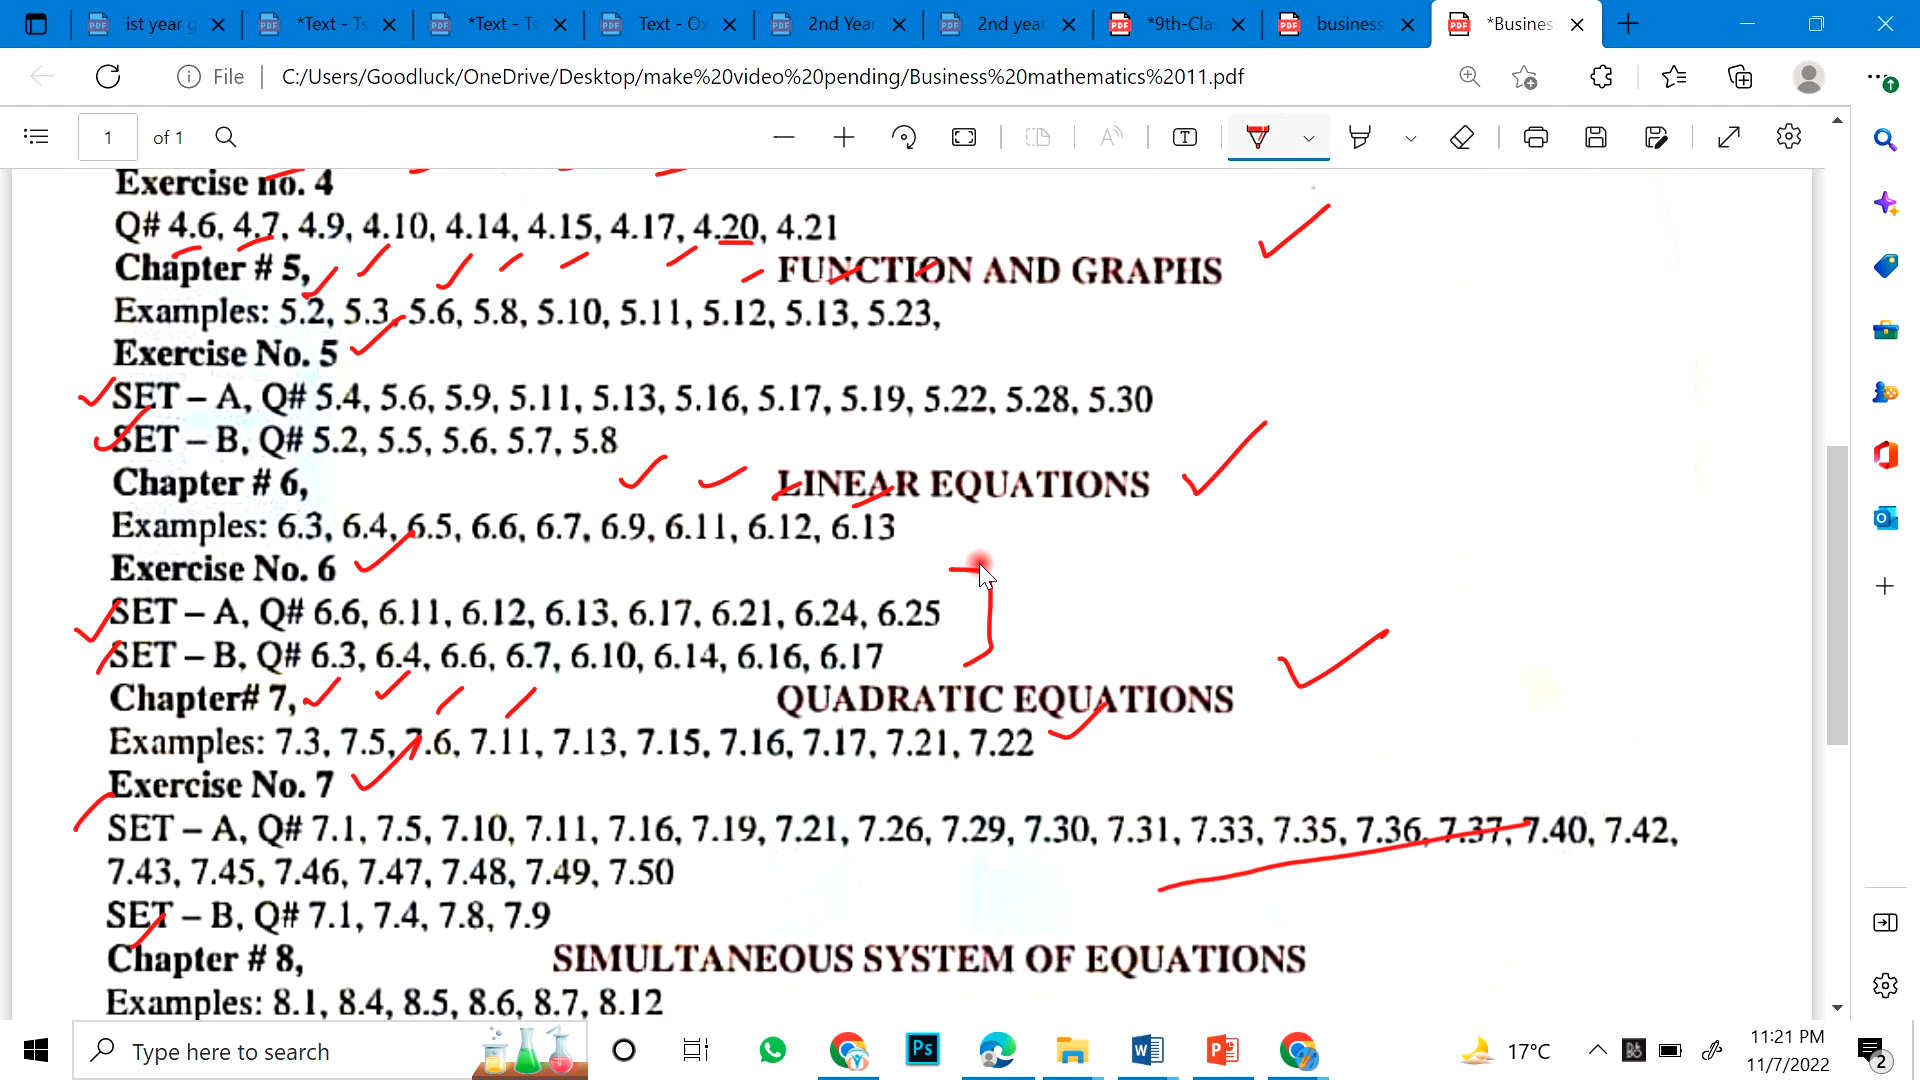 ist year g
*Text - Ts
*Text - Ts
Text - Ox
2nd Year
2nd year
*9th-Clas
business
*Busines
File
C:/Users/Goodluck/OneDrive/Desktop/make%20video%20pending/Business%20mathematics%2011.pdf
1 of 1
Exercise no. 4
Q# 4.6, 4.7, 4.9, 4.10, 4.14, 4.15, 4.17, 4.20, 4.21
Chapter # 5, FUNCTION AND GRAPHS
Examples: 5.2, 5.3, 5.6, 5.8, 5.10, 5.11, 5.12, 5.13, 5.23,
Exercise No. 5
SET – A, Q# 5.4, 5.6, 5.9, 5.11, 5.13, 5.16, 5.17, 5.19, 5.22, 5.28, 5.30
SET – B, Q# 5.2, 5.5, 5.6, 5.7, 5.8
Chapter # 6, LINEAR EQUATIONS
Examples: 6.3, 6.4, 6.5, 6.6, 6.7, 6.9, 6.11, 6.12, 6.13
Exercise No. 6
SET – A, Q# 6.6, 6.11, 6.12, 6.13, 6.17, 6.21, 6.24, 6.25
SET – B, Q# 6.3, 6.4, 6.6, 6.7, 6.10, 6.14, 6.16, 6.17
Chapter# 7, QUADRATIC EQUATIONS
Examples: 7.3, 7.5, 7.6, 7.11, 7.13, 7.15, 7.16, 7.17, 7.21, 7.22
Exercise No. 7
SET – A, Q# 7.1, 7.5, 7.10, 7.11, 7.16, 7.19, 7.21, 7.26, 7.29, 7.30, 7.31, 7.33, 7.35, 7.36, 7.37, 7.40, 7.42,
7.43, 7.45, 7.46, 7.47, 7.48, 7.49, 7.50
SET – B, Q# 7.1, 7.4, 7.8, 7.9
Chapter # 8, SIMULTANEOUS SYSTEM OF EQUATIONS
Examples: 8.1, 8.4, 8.5, 8.6, 8.7, 8.12
Type here to search
Ps
17°C
11:21 PM
11/7/2022
2